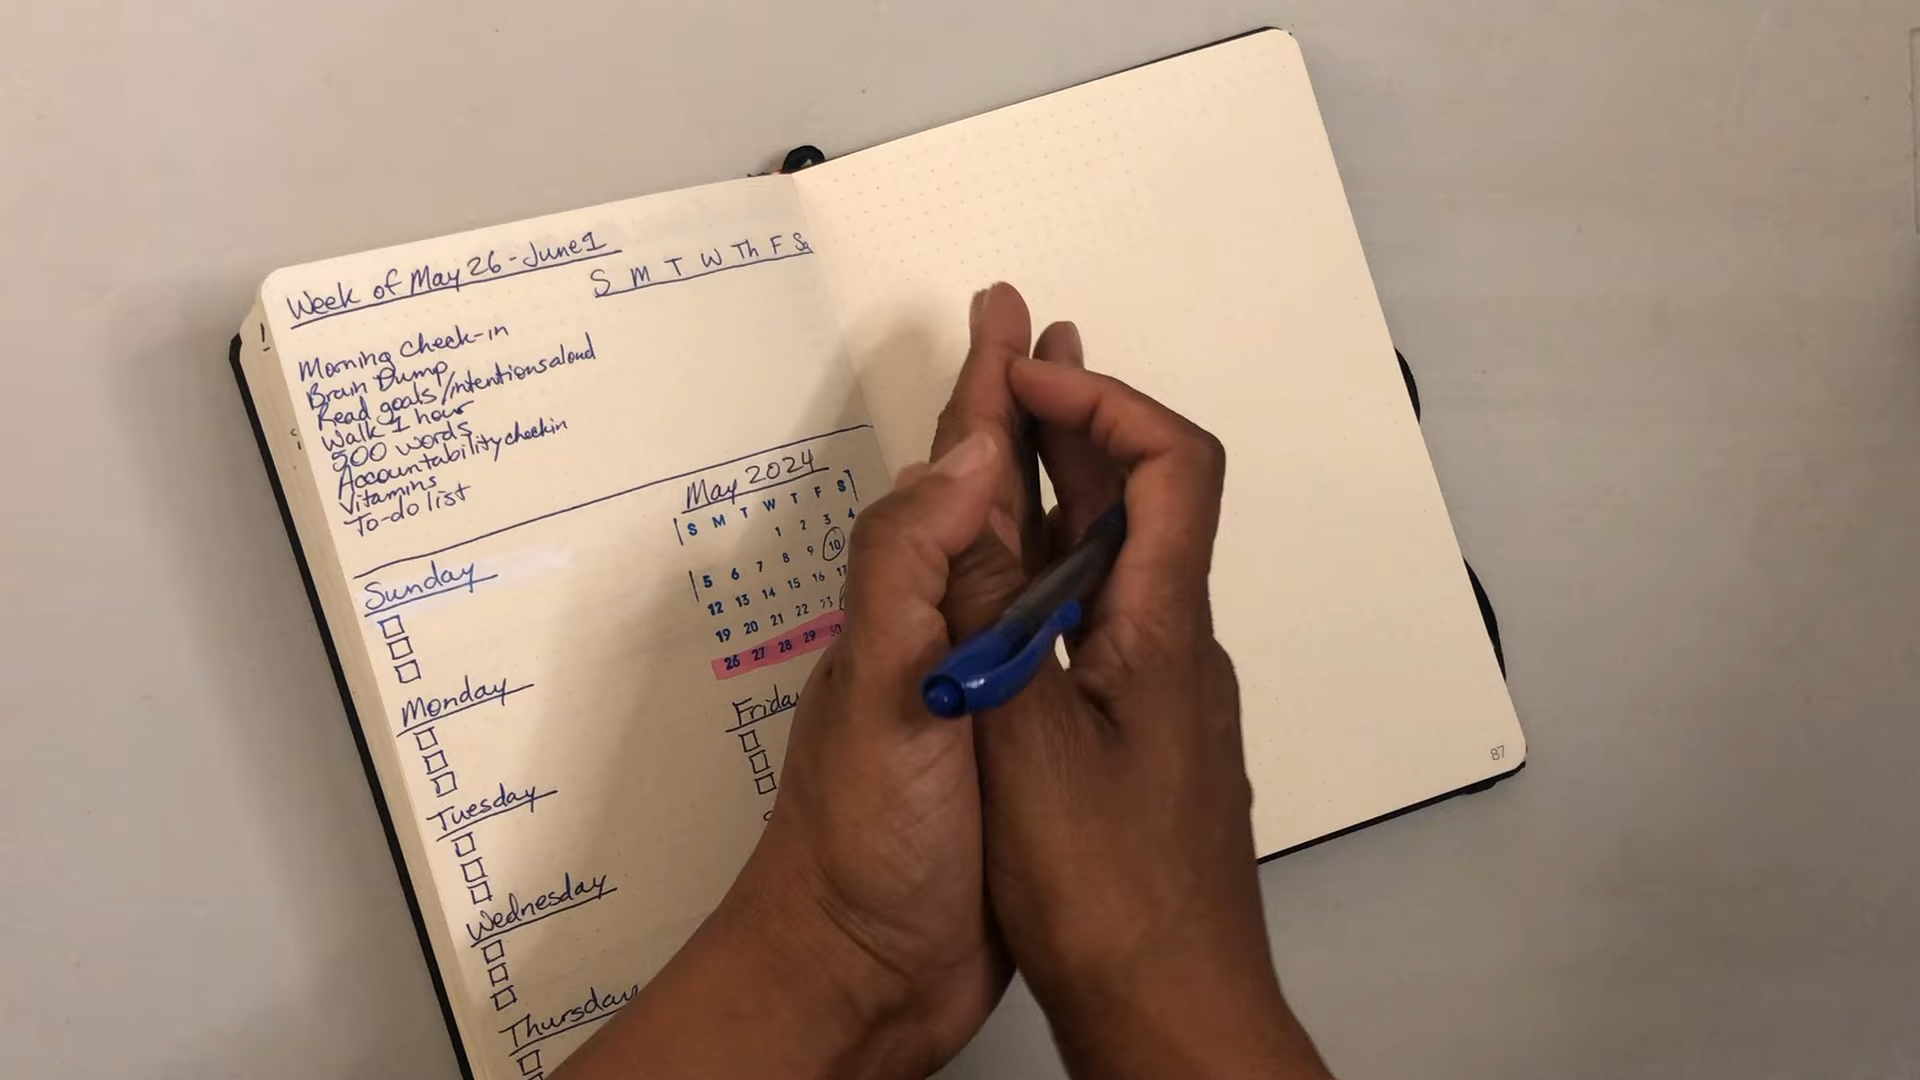 Week of May 26 - June 1
S M T W Th F Sa
!
Morning check-in
Brain Dump
Read goals/intentions aloud
Walk 1 hour
500 words
Accountability checkin
Vitamins
To-do list
May 2024
S M T W T F S
1 2 3 4
5 6 7 8 9 10
12 13 14 15 16 17
19 20 21 22 23
26 27 28 29 30
Sunday
Monday
Tuesday
Wednesday
Thursday
Friday
87